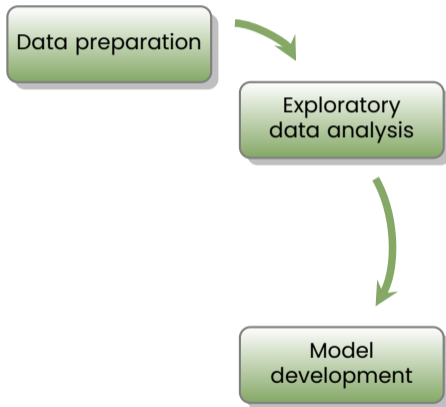 Data preparation
Exploratory
data analysis
Model
development